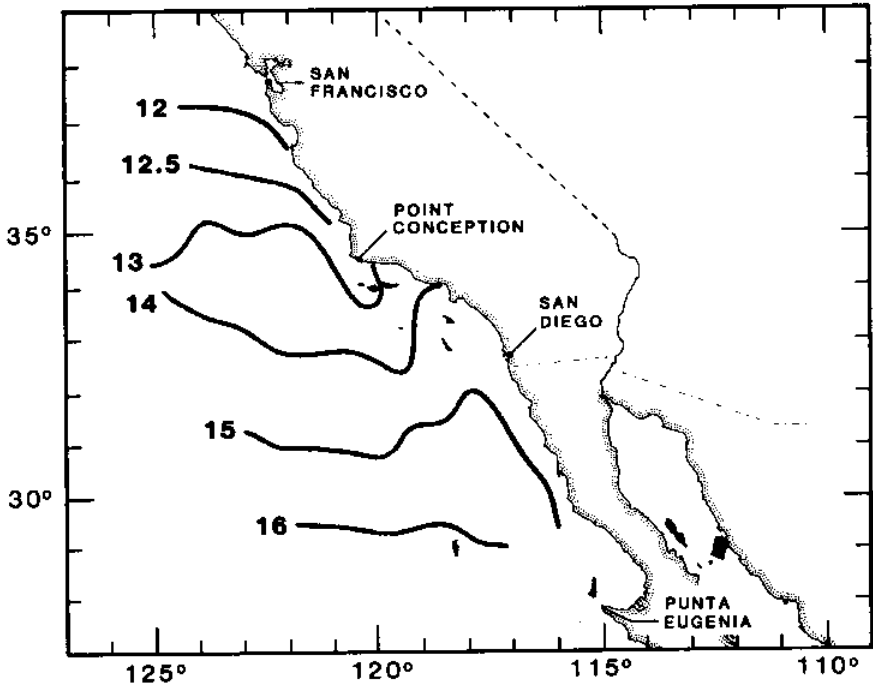 SAN
FRANCISCO
12
12.5
POINT
CONCEPTION
35°
13
14
SAN
DIEGO
15
30°
16
PUNTA
EUGENIA
125°
120°
115°
110°